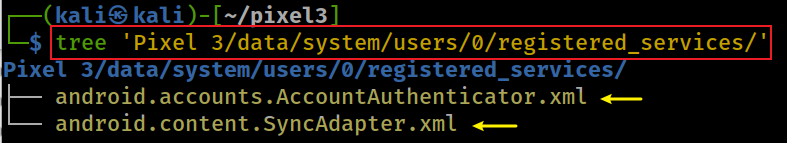 ┌──(kali㉿kali)-[~/pixel3]
└─$ tree 'Pixel 3/data/system/users/0/registered_services/'
Pixel 3/data/system/users/0/registered_services/
├── android.accounts.AccountAuthenticator.xml
└── android.content.SyncAdapter.xml